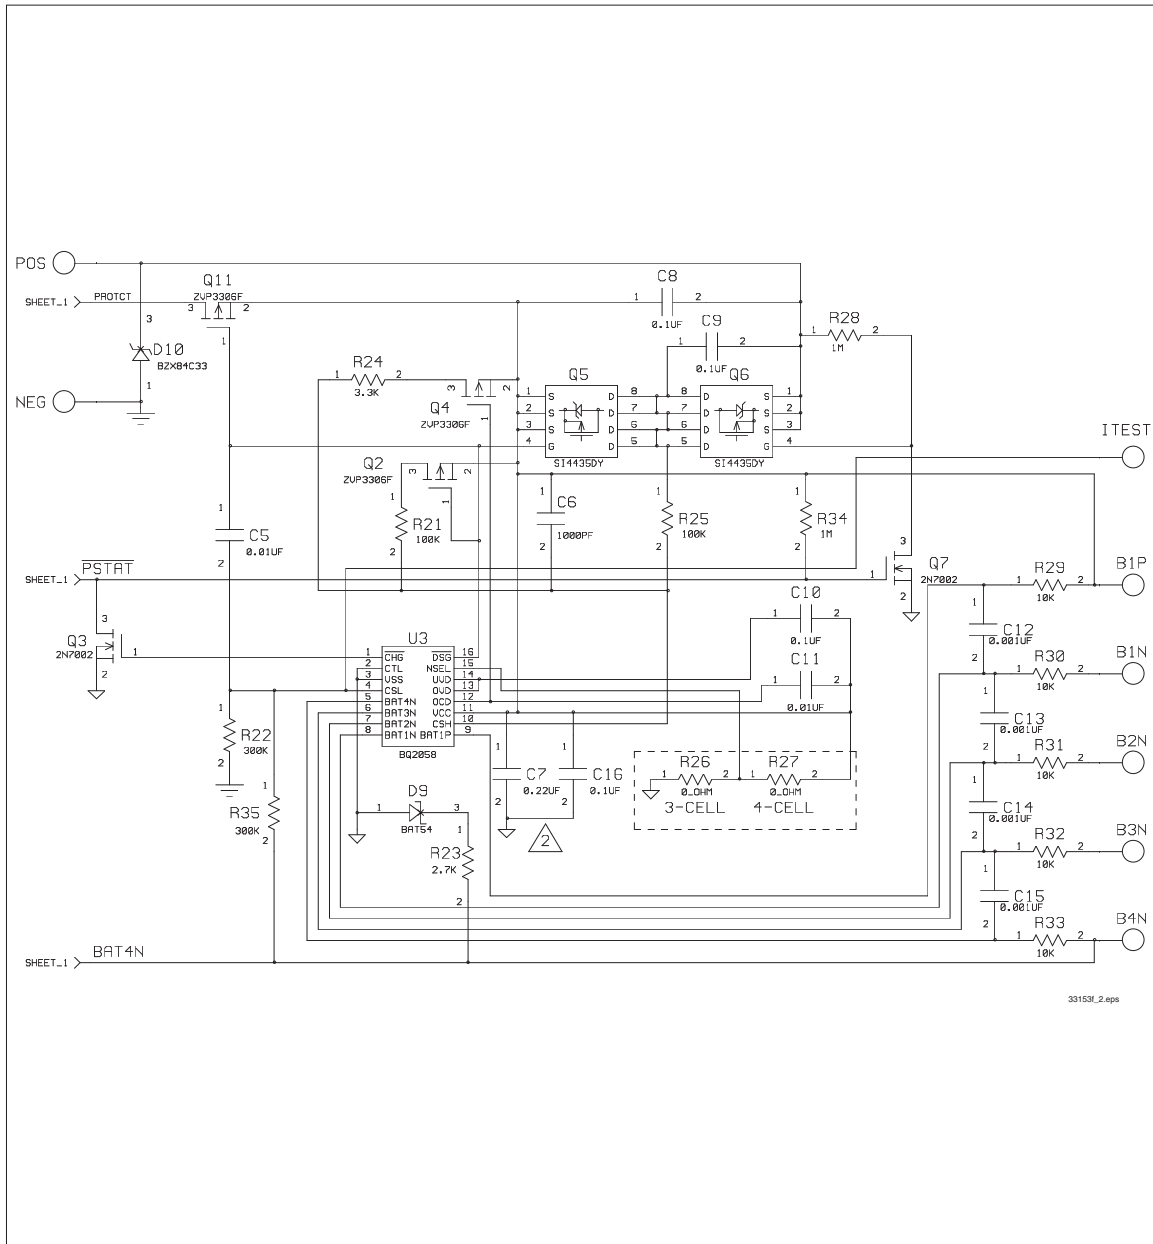 POS
SHEET_1
PROTCT
3
Q11
ZVP3306F
2
1
3
D10
BZX84C33
1
NEG
C8
1
2
0.1UF
C9
1
2
0.1UF
R28
1
2
1M
R24
1
2
3.3K
3
2
1
Q4
ZVP3306F
Q5
1
S
D
8
2
S
D
7
3
S
D
6
4
G
D
5
SI4435DY
Q6
8
D
S
1
7
D
S
2
6
D
S
3
5
D
G
4
SI4435DY
ITEST
Q2
ZVP3306F
3
2
1
1
R21
100K
2
1
C6
1000PF
2
1
R25
100K
2
1
R34
1M
2
1
C5
0.01UF
2
PSTAT
SHEET_1
3
Q7
2N7002
1
2
R29
1
2
10K
B1P
3
Q3
2N7002
1
2
U3
1
CHG
DSG
16
2
CTL
NSEL
15
3
VSS
UVD
14
4
CSL
OVD
13
5
BAT4N
OCD
12
6
BAT3N
VCC
11
7
BAT2N
CSH
10
8
BAT1N
BAT1P
9
BQ2058
C10
1
2
0.1UF
C11
1
2
0.01UF
1
C12
0.001UF
2
R30
1
2
10K
B1N
1
C13
0.001UF
2
R31
1
2
10K
B2N
1
R22
300K
2
1
R35
300K
2
1
C7
0.22UF
2
1
C16
0.1UF
2
R26
1
2
0_OHM
3-CELL
R27
1
2
0_OHM
4-CELL
1
C14
0.001UF
2
D9
1
3
BAT54
1
R23
2.7K
2
2
R32
1
2
10K
B3N
1
C15
0.001UF
2
R33
1
2
10K
B4N
BAT4N
SHEET_1
33153f_2.eps